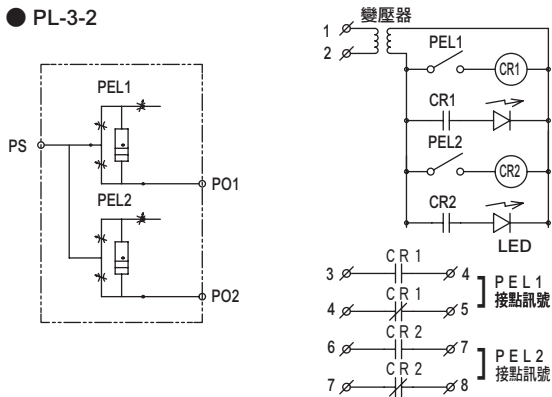 ● PL-3-2
PEL1
PS
PO1
PEL2
PO2
變壓器
1
2
PEL1
CR1
CR1
PEL2
CR2
CR2
LED
3 CR1 4
4 CR1 5
PEL1
接點訊號
6 CR2 7
7 CR2 8
PEL2
接點訊號